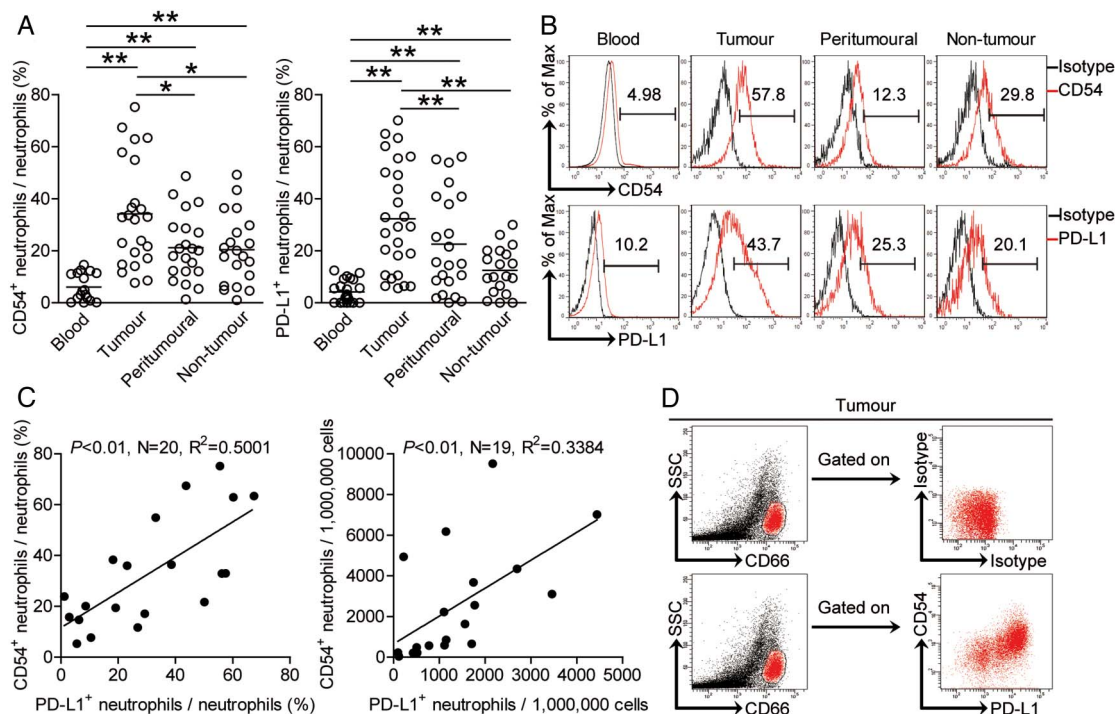 A
** ** ** * * 
CD54+ neutrophils / neutrophils (%)
80
60
40
20
0
Blood
Tumour
Peritumoural
Non-tumour
** ** ** ** **
PD-L1+ neutrophils / neutrophils (%)
80
60
40
20
0
Blood
Tumour
Peritumoural
Non-tumour
B
Blood Tumour Peritumoural Non-tumour
% of Max
4.98 57.8 12.3 29.8
Isotype
CD54
CD54
% of Max
10.2 43.7 25.3 20.1
Isotype
PD-L1
PD-L1
C
P<0.01, N=20, R2=0.5001
CD54+ neutrophils / neutrophils (%)
80
60
40
20
0
0 20 40 60 80
PD-L1+ neutrophils / neutrophils (%)
P<0.01, N=19, R2=0.3384
CD54+ neutrophils / 1,000,000 cells
10000
8000
6000
4000
2000
0
0 1000 2000 3000 4000 5000
PD-L1+ neutrophils / 1,000,000 cells
D
Tumour
SSC
CD66
Gated on
Isotype
Isotype
SSC
CD66
Gated on
CD54
PD-L1